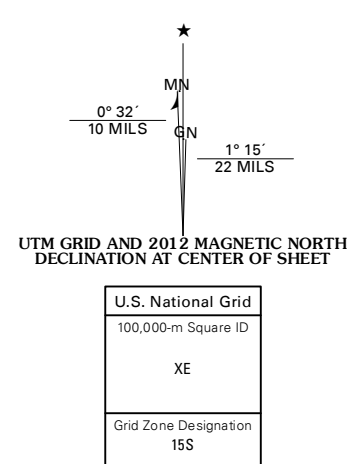 ★
MN
0° 32´
10 MILS
GN
1° 15´
22 MILS
UTM GRID AND 2012 MAGNETIC NORTH
DECLINATION AT CENTER OF SHEET
U.S. National Grid
100,000-m Square ID
XE
Grid Zone Designation
15S